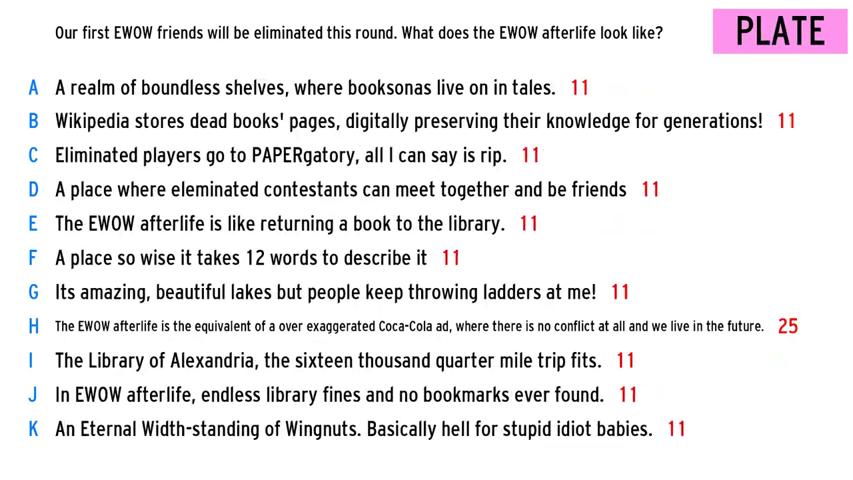 Our first EWOW friends will be eliminated this round. What does the EWOW afterlife look like?
PLATE
A A realm of boundless shelves, where booksonas live on in tales. 11
B Wikipedia stores dead books' pages, digitally preserving their knowledge for generations! 11
C Eliminated players go to PAPERgatory, all I can say is rip. 11
D A place where eleminated contestants can meet together and be friends 11
E The EWOW afterlife is like returning a book to the library. 11
F A place so wise it takes 12 words to describe it 11
G Its amazing, beautiful lakes but people keep throwing ladders at me! 11
H The EWOW afterlife is the equivalent of a over exaggerated Coca-Cola ad, where there is no conflict at all and we live in the future. 25
I The Library of Alexandria, the sixteen thousand quarter mile trip fits. 11
J In EWOW afterlife, endless library fines and no bookmarks ever found. 11
K An Eternal Width-standing of Wingnuts. Basically hell for stupid idiot babies. 11